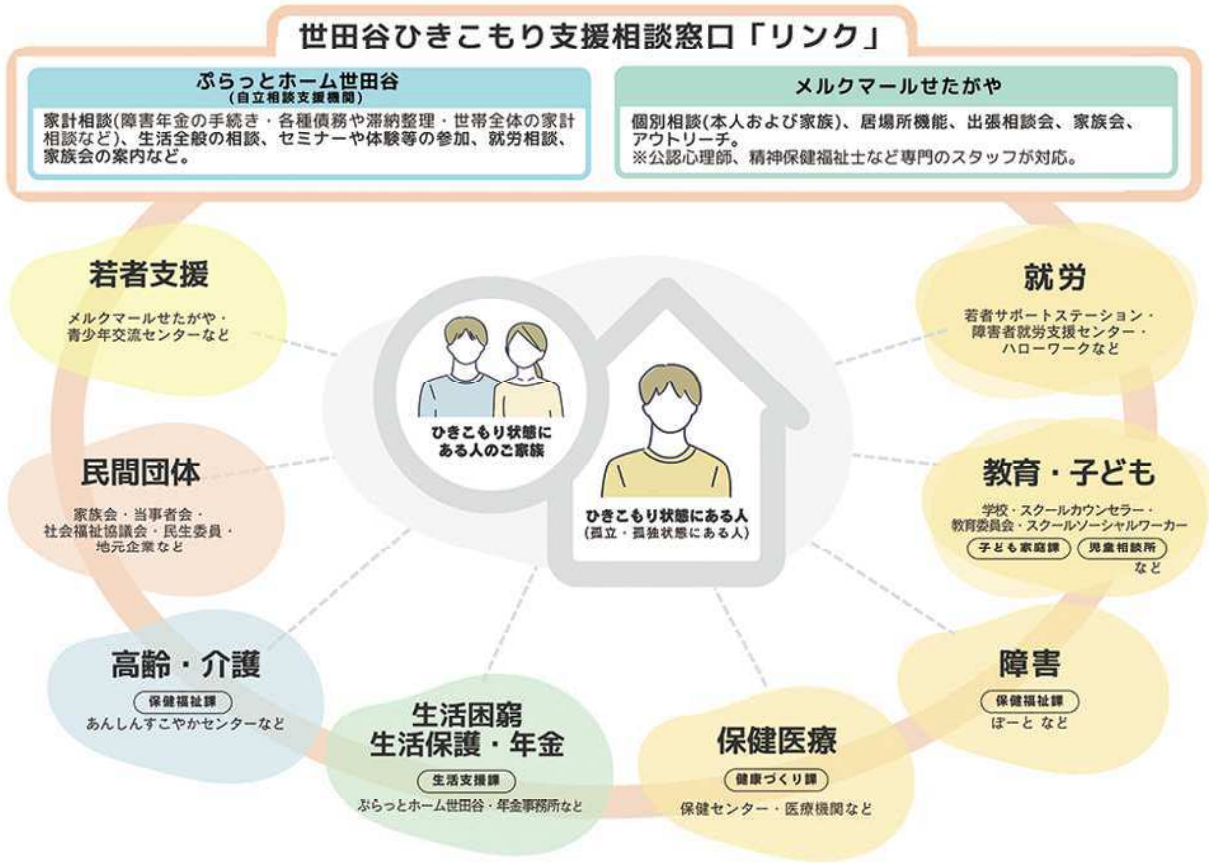 世田谷ひきこもり支援相談窓口「リンク」
ぷらっとホーム世田谷
(自立相談支援機関)
家計相談(障害年金の手続き・各種債務や滞納整理・世帯全体の家計
相談など)、生活全般の相談、セミナーや体験等の参加、就労相談、
家族会の案内など。
メルクマールせたがや
個別相談(本人および家族)、居場所機能、出張相談会、家族会、
アウトリーチ。
※公認心理師、精神保健福祉士など専門のスタッフが対応。
若者支援
メルクマールせたがや・
青少年交流センターなど
就労
若者サポートステーション・
障害者就労支援センター・
ハローワークなど
ひきこもり状態に
ある人のご家族
ひきこもり状態にある人
(孤立・孤独状態にある人)
民間団体
家族会・当事者会・
社会福祉協議会・民生委員・
地元企業など
教育・子ども
学校・スクールカウンセラー・
教育委員会・スクールソーシャルワーカー
子ども家庭課 児童相談所
など
高齢・介護
保健福祉課
あんしんすこやかセンターなど
生活困窮
生活保護・年金
生活支援課
ぷらっとホーム世田谷・年金事務所など
保健医療
健康づくり課
保健センター・医療機関など
障害
保健福祉課
ぽーと など